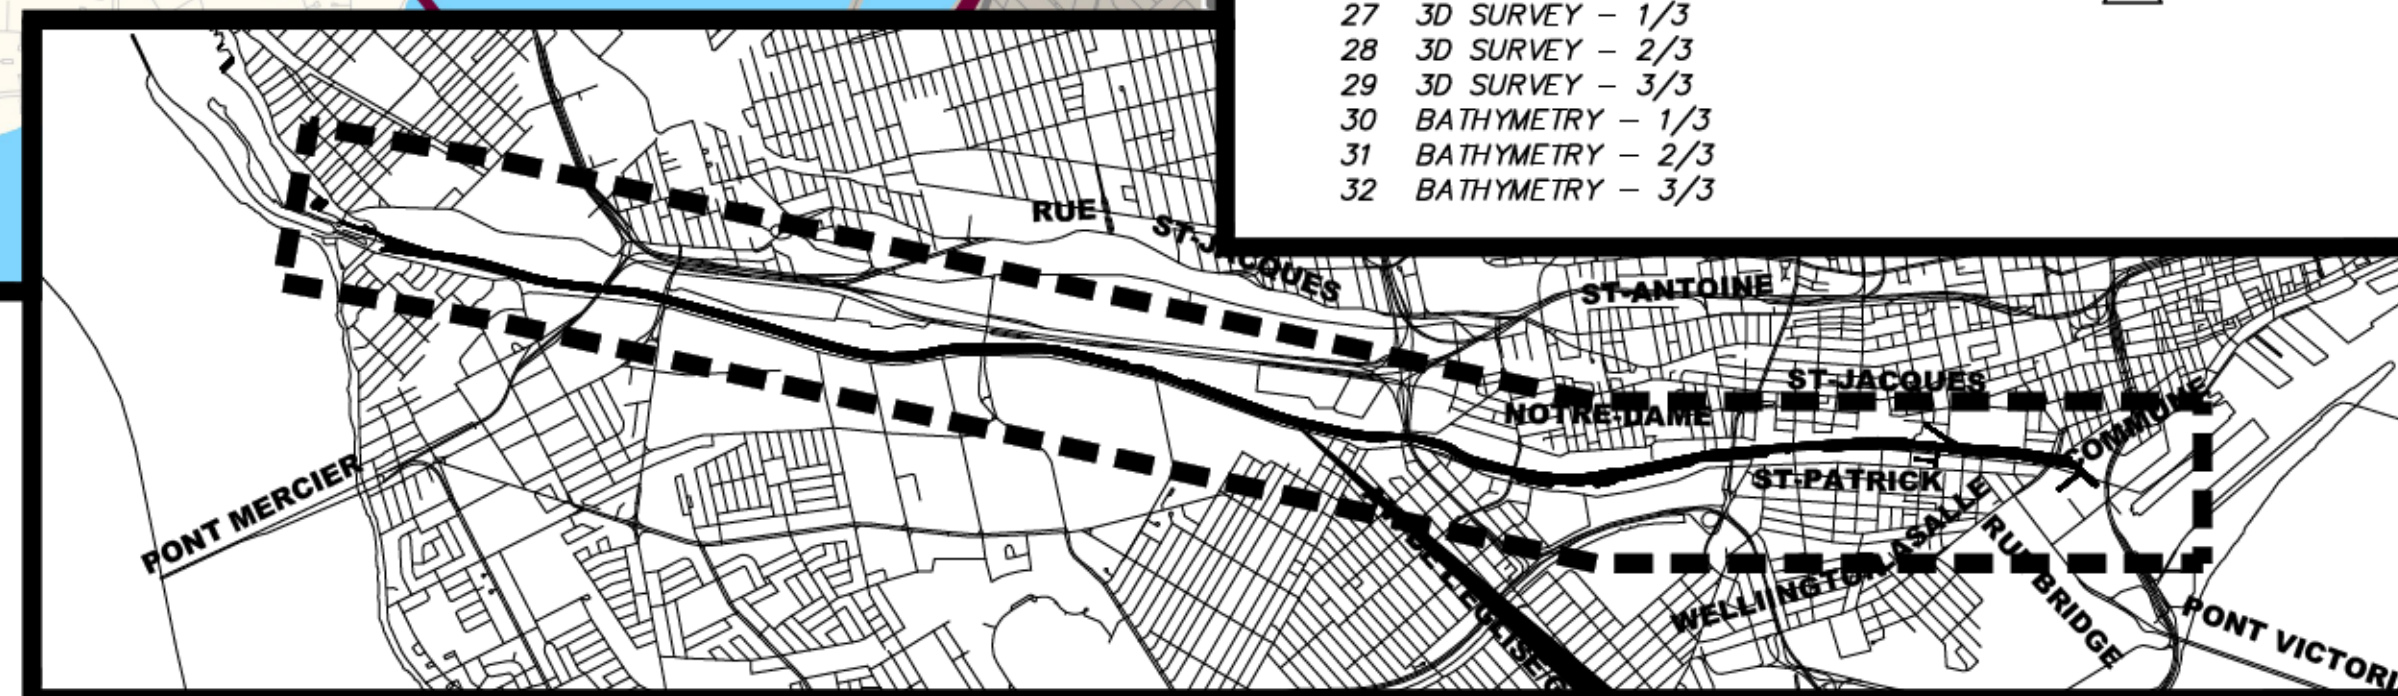 27 3D SURVEY – 1/3
28 3D SURVEY – 2/3
29 3D SURVEY – 3/3
30 BATHYMETRY – 1/3
31 BATHYMETRY – 2/3
32 BATHYMETRY – 3/3
RUE
ST-JACQUES
ST-ANTOINE
ST-JACQUES
NOTRE-DAME
COMMUNE
ST-PATRICK
PONT MERCIER
LASALLE
WELLIINGTON
RUE BRIDGE
PONT VICTORI